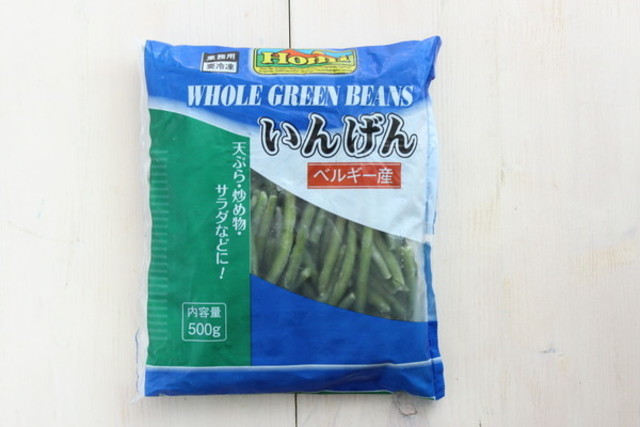 業務用
要冷凍
WHOLE GREEN BEANS
いんげん
ベルギー産
天ぷら・炒め物・
サラダなどに!
内容量
500g